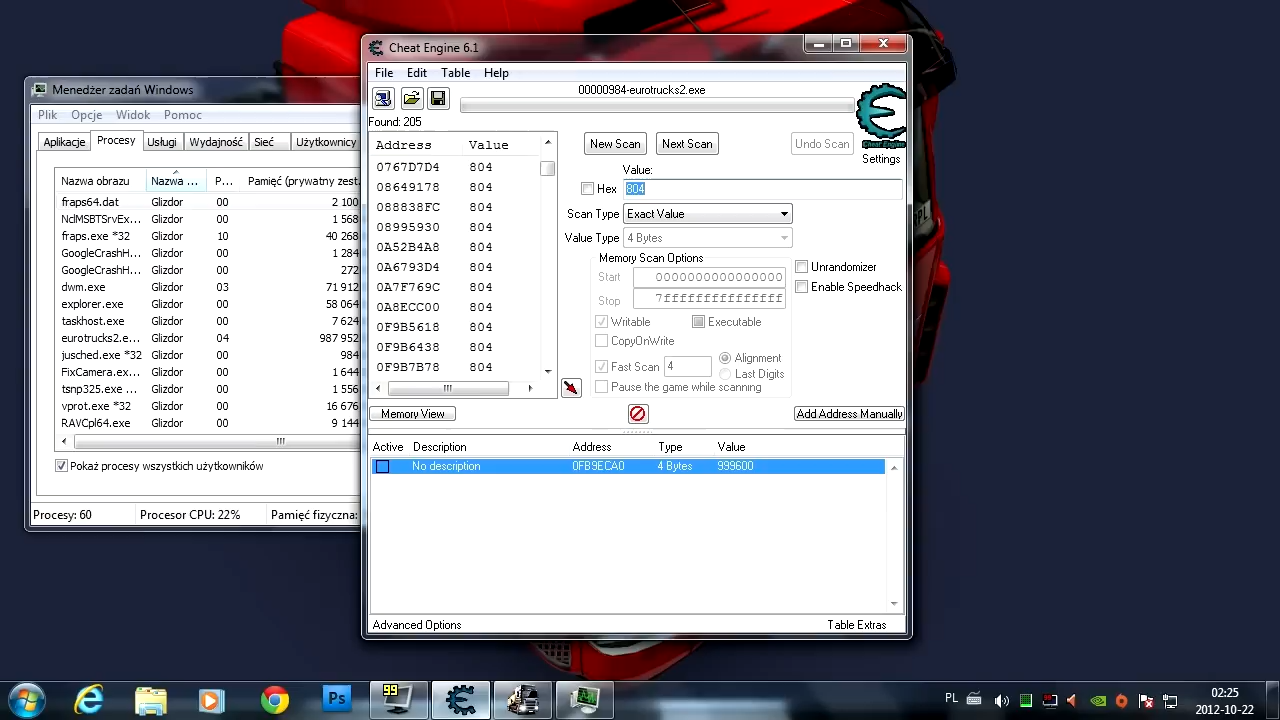 Menedżer zadań Windows
Plik Opcje Widok Pomoc
Aplikacje Procesy Usługi Wydajność Sieć Użytkownicy
Nazwa obrazu Nazwa ... P... Pamięć (prywatny zest
fraps64.dat Glizdor 00 2 100
NclMSBTSrvEx... Glizdor 00 1 568
fraps.exe *32 Glizdor 10 40 268
GoogleCrashH... Glizdor 00 1 284
GoogleCrashH... Glizdor 00 272
dwm.exe Glizdor 03 71 912
explorer.exe Glizdor 00 58 064
taskhost.exe Glizdor 00 7 624
eurotrucks2.e... Glizdor 04 987 952
jusched.exe *32 Glizdor 00 984
FixCamera.ex... Glizdor 00 1 164
tsnp325.exe ... Glizdor 00 1 556
vprot.exe *32 Glizdor 00 16 676
RAVCpl64.exe Glizdor 00 9 144
Pokaż procesy wszystkich użytkowników
Procesy: 60 Procesor CPU: 22% Pamięć fizyczna:
Cheat Engine 6.1
File Edit Table Help
00000984-eurotrucks2.exe
Found: 205
Address Value
0767D7D4 804
08649178 804
088838FC 804
08995930 804
0A52B4A8 804
0A6793D4 804
0A7F769C 804
0A8ECC00 804
0F9B5618 804
0F9B6438 804
0F9B7B78 804
New Scan Next Scan Undo Scan
Cheat Engine
Settings
Value:
Hex 804
Scan Type Exact Value
Value Type 4 Bytes
Memory Scan Options
Start 0000000000000000
Stop 7fffffffffffffff
Unrandomizer
Enable Speedhack
Writable Executable
CopyOnWrite
Fast Scan 4 Alignment
Last Digits
Pause the game while scanning
Memory View Add Address Manually
Active Description Address Type Value
No description 0FB9ECA0 4 Bytes 999600
Advanced Options Table Extras
Ps
99
PL
02:25
2012-10-22